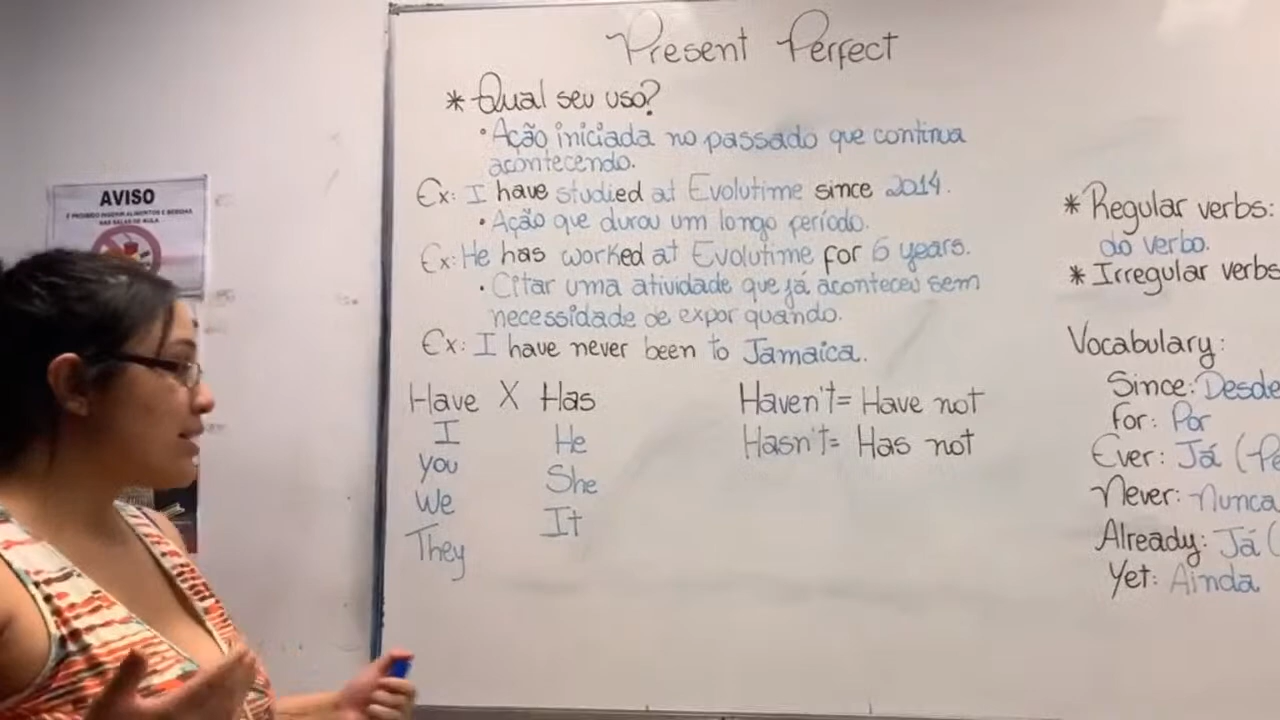 Present Perfect
* Qual seu uso?
• Ação iniciada no passado que continua
acontecendo.
Ex: I have studied at Evolutime since 2014.
• Ação que durou um longo período.
Ex: He has worked at Evolutime for 6 years.
• Citar uma atividade que já aconteceu sem
necessidade de expor quando.
Ex: I have never been to Jamaica.
Have X Has
I He
you She
We It
They
Haven't = Have not
Hasn't = Has not
* Regular verbs:
do verbo.
* Irregular verbs
Vocabulary:
Since: Desde
For: Por
Ever: Já (
Never: Nunca
Already: Já (
Yet: Ainda
AVISO
É PROIBIDO INGERIR ALIMENTOS E BEBIDAS
NAS SALAS DE AULA